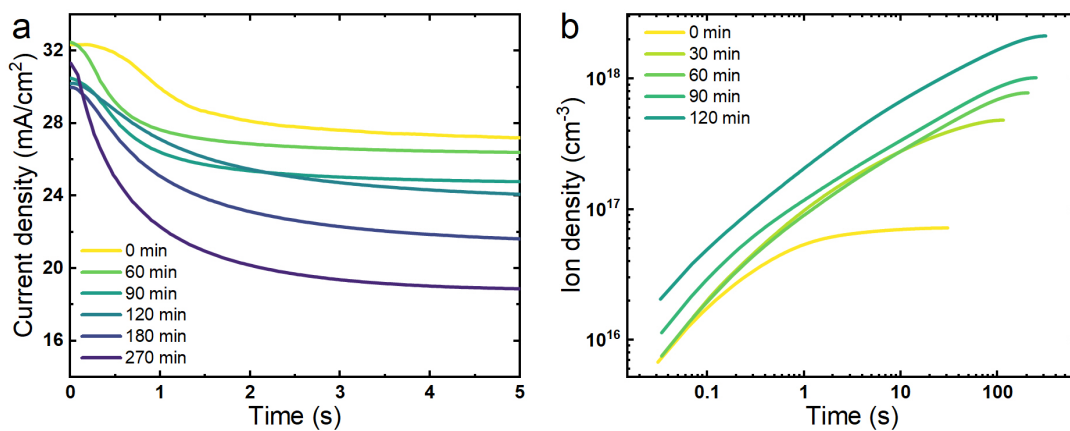 a
Current density (mA/cm²)
32
28
24
20
16
0 min
60 min
90 min
120 min
180 min
270 min
0 1 2 3 4 5
Time (s)
b
Ion density (cm⁻³)
10¹⁸
10¹⁷
10¹⁶
0 min
30 min
60 min
90 min
120 min
0.1 1 10 100
Time (s)